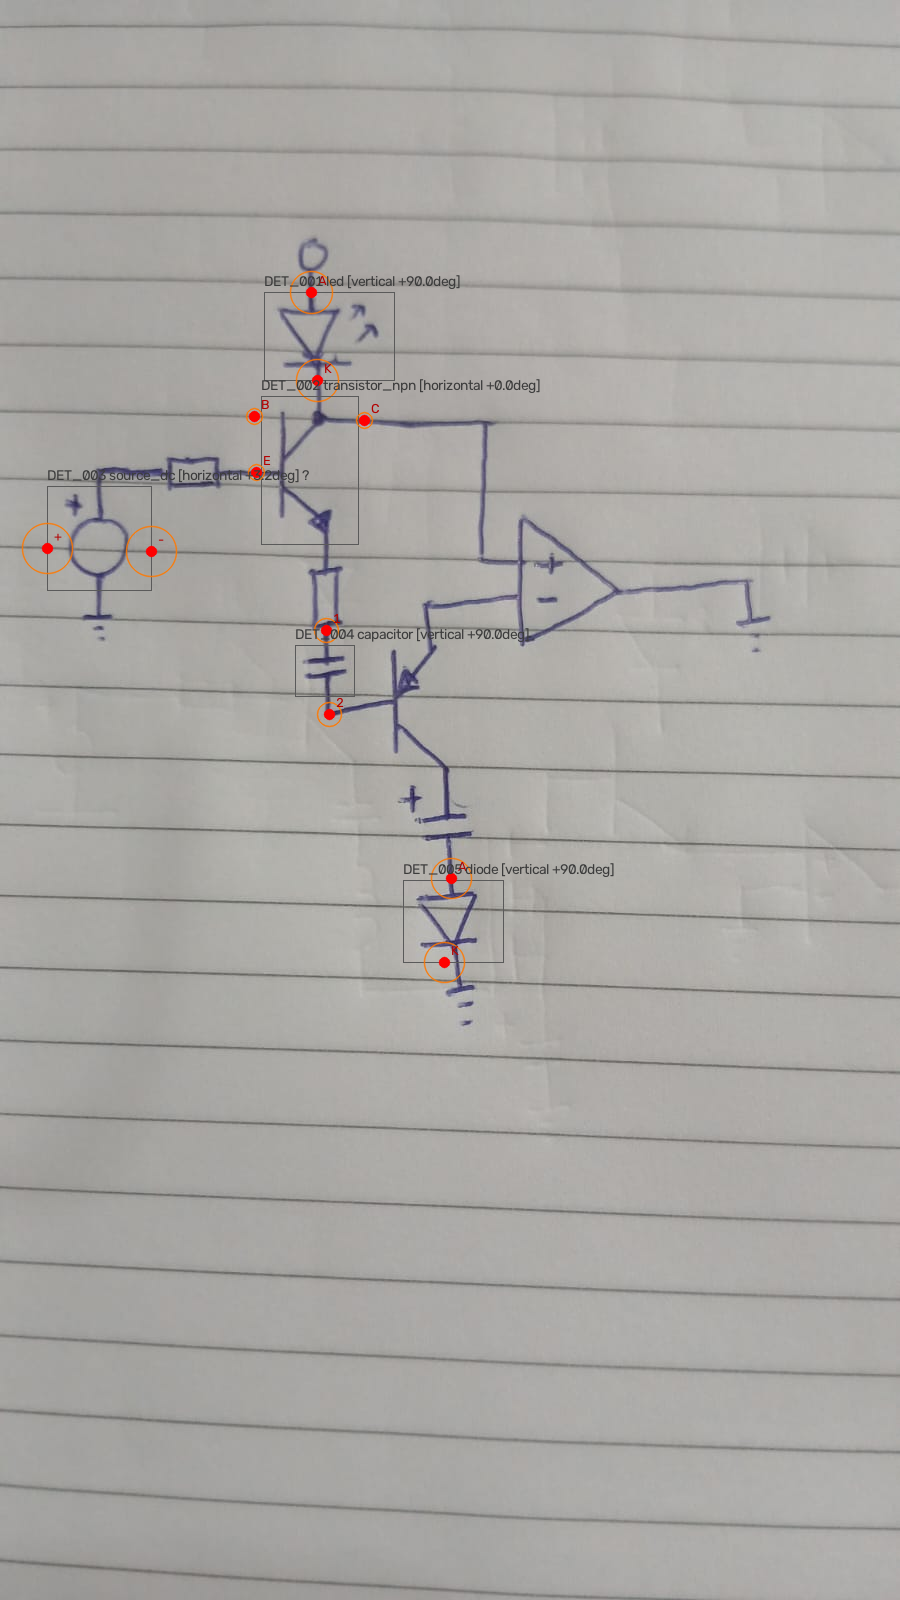 DET_001 led [vertical +90.0deg]
A
K
DET_002 transistor_npn [horizontal +0.0deg]
B
C
E
DET_003 source_dc [horizontal +3.2deg] ?
+
+
-
+
-
1
DET_004 capacitor [vertical +90.0deg]
2
+
DET_005 diode [vertical +90.0deg]
A